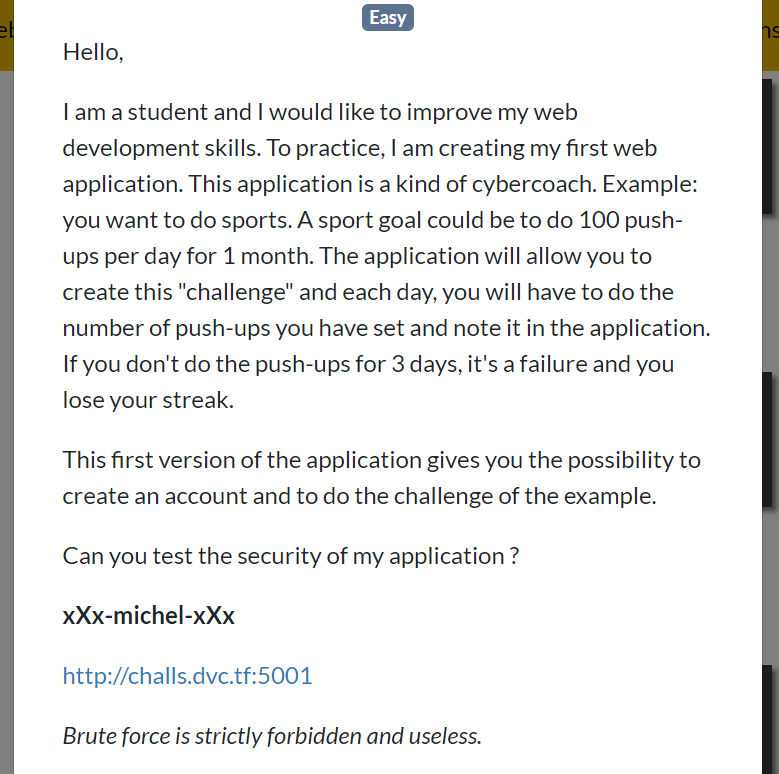 Easy
Hello,
I am a student and I would like to improve my web
development skills. To practice, I am creating my first web
application. This application is a kind of cybercoach. Example:
you want to do sports. A sport goal could be to do 100 push-
ups per day for 1 month. The application will allow you to
create this "challenge" and each day, you will have to do the
number of push-ups you have set and note it in the application.
If you don't do the push-ups for 3 days, it's a failure and you
lose your streak.
This first version of the application gives you the possibility to
create an account and to do the challenge of the example.
Can you test the security of my application ?
xXx-michel-xXx
http://challs.dvc.tf:5001
Brute force is strictly forbidden and useless.